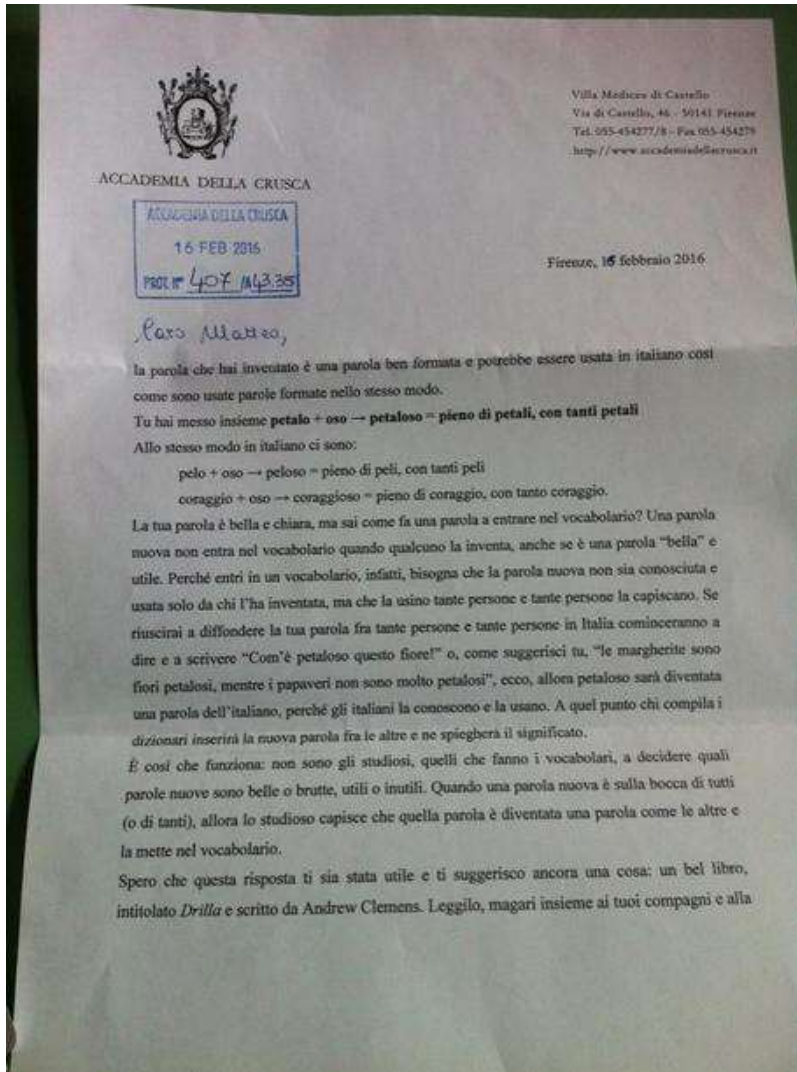 ACCADEMIA DELLA CRUSCA
Villa Medicea di Castello
Via di Castello, 46 - 50141 Firenze
Tel. 055-454277/8 - Fax 055-454279
http://www.accademiadellacrusca.it
ACCADEMIA DELLA CRUSCA
16 FEB 2016
PROT. N° 407
Firenze, 16 febbraio 2016
Caro Matteo,
la parola che hai inventato è una parola ben formata e potrebbe essere usata in italiano così
come sono usate parole formate nello stesso modo.
Tu hai messo insieme petalo + oso → petaloso = pieno di petali, con tanti petali
Allo stesso modo in italiano ci sono:
pelo + oso → peloso = pieno di peli, con tanti peli
coraggio + oso → coraggioso = pieno di coraggio, con tanto coraggio.
La tua parola è bella e chiara, ma sai come fa una parola a entrare nel vocabolario? Una parola
nuova non entra nel vocabolario quando qualcuno la inventa, anche se è una parola “bella” e
utile. Perché entri in un vocabolario, infatti, bisogna che la parola nuova non sia conosciuta e
usata solo da chi l’ha inventata, ma che la usino tante persone e tante persone la capiscano. Se
riuscirai a diffondere la tua parola fra tante persone e tante persone in Italia cominceranno a
dire e a scrivere “Com’è petaloso questo fiore!” o, come suggerisci tu, “le margherite sono
fiori petalosi, mentre i papaveri non sono molto petalosi”, ecco, allora petaloso sarà diventata
una parola dell’italiano, perché gli italiani la conoscono e la usano. A quel punto chi compila i
dizionari inserirà la nuova parola fra le altre e ne spiegherà il significato.
È così che funziona: non sono gli studiosi, quelli che fanno i vocabolari, a decidere quali
parole nuove sono belle o brutte, utili o inutili. Quando una parola nuova è sulla bocca di tutti
(o di tanti), allora lo studioso capisce che quella parola è diventata una parola come le altre e
la mette nel vocabolario.
Spero che questa risposta ti sia stata utile e ti suggerisco ancora una cosa: un bel libro,
intitolato Drilla e scritto da Andrew Clemens. Leggilo, magari insieme ai tuoi compagni e alla